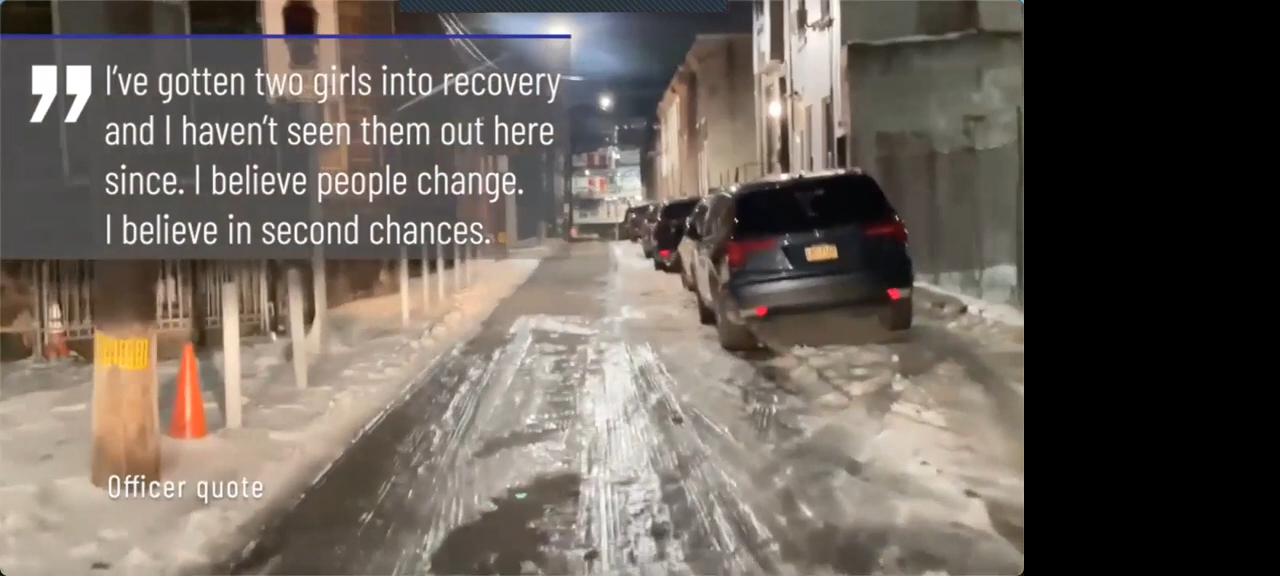 ” I’ve gotten two girls into recovery
and I haven’t seen them out here
since. I believe people change.
I believe in second chances.
Officer quote